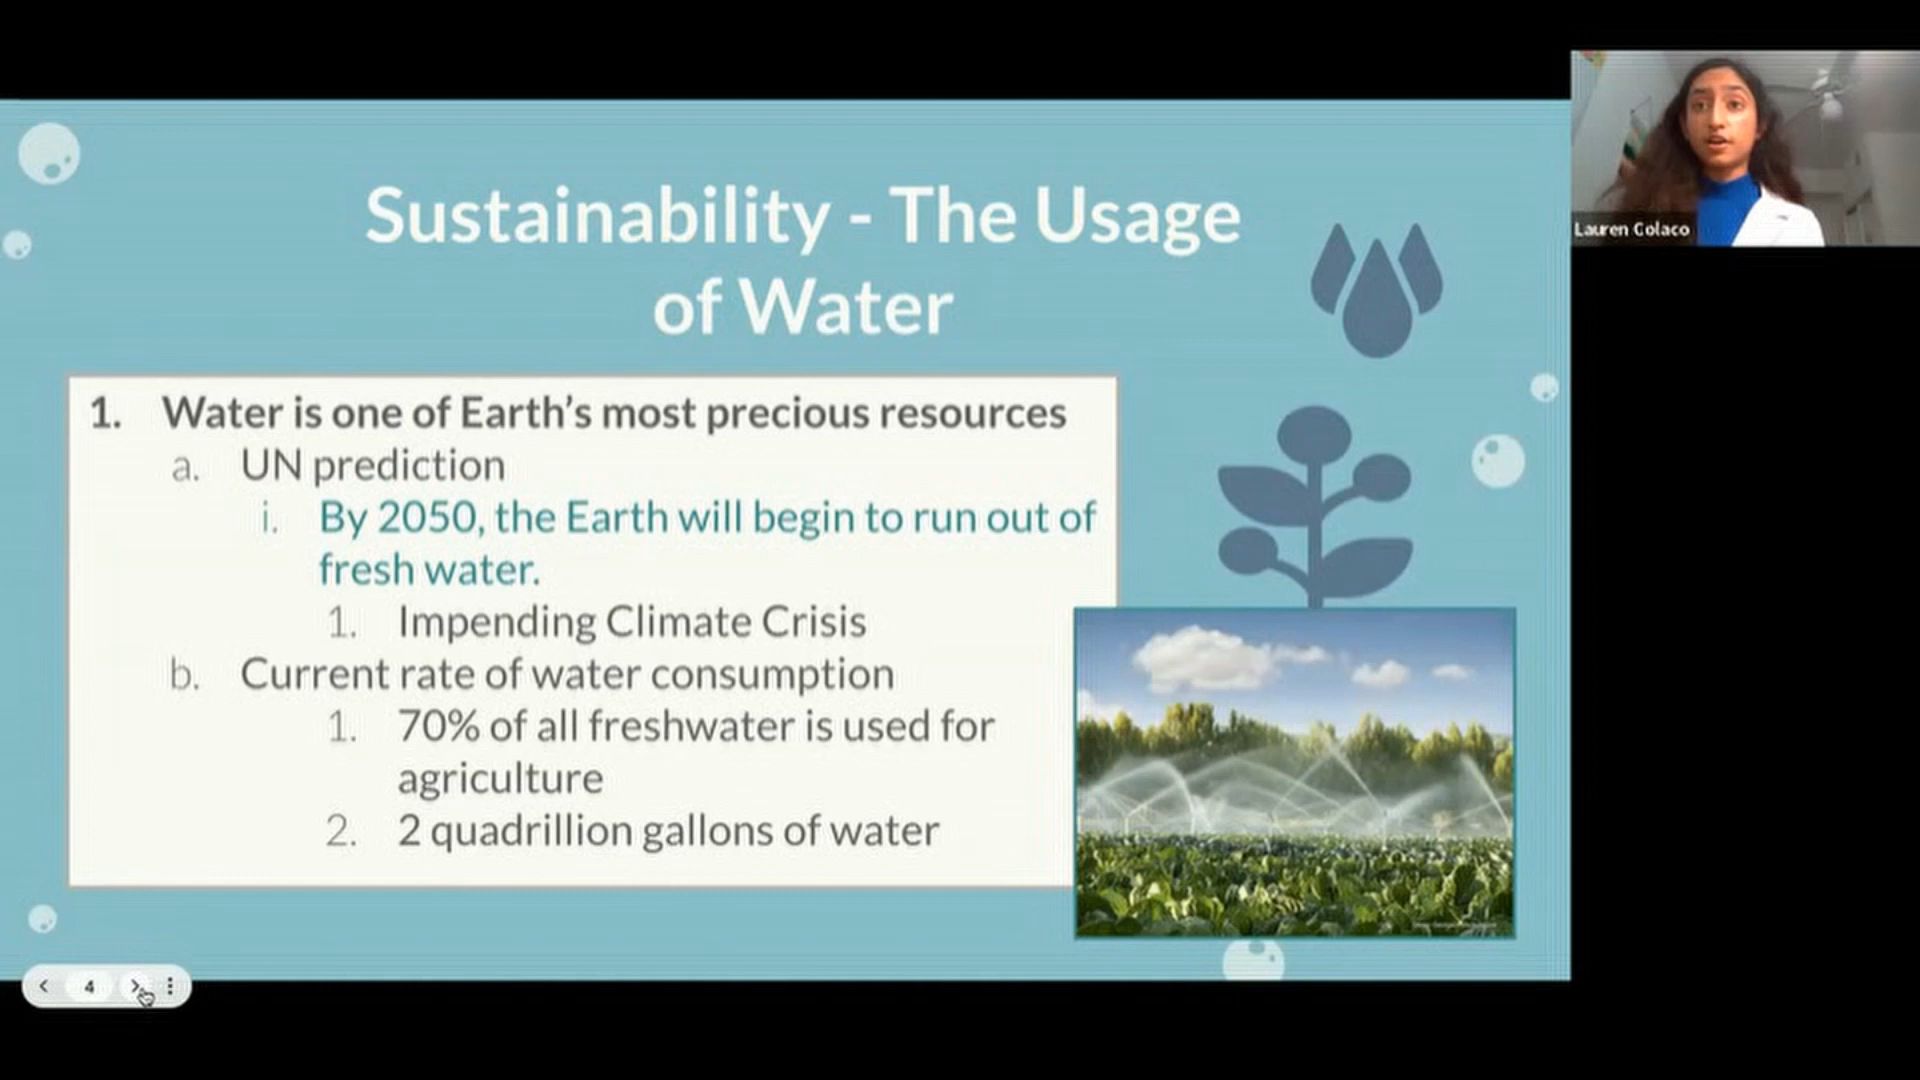 Sustainability - The Usage
of Water
Lauren Colaco
1. Water is one of Earth's most precious resources
a. UN prediction
i. By 2050, the Earth will begin to run out of
fresh water.
1. Impending Climate Crisis
b. Current rate of water consumption
1. 70% of all freshwater is used for
agriculture
2. 2 quadrillion gallons of water
4